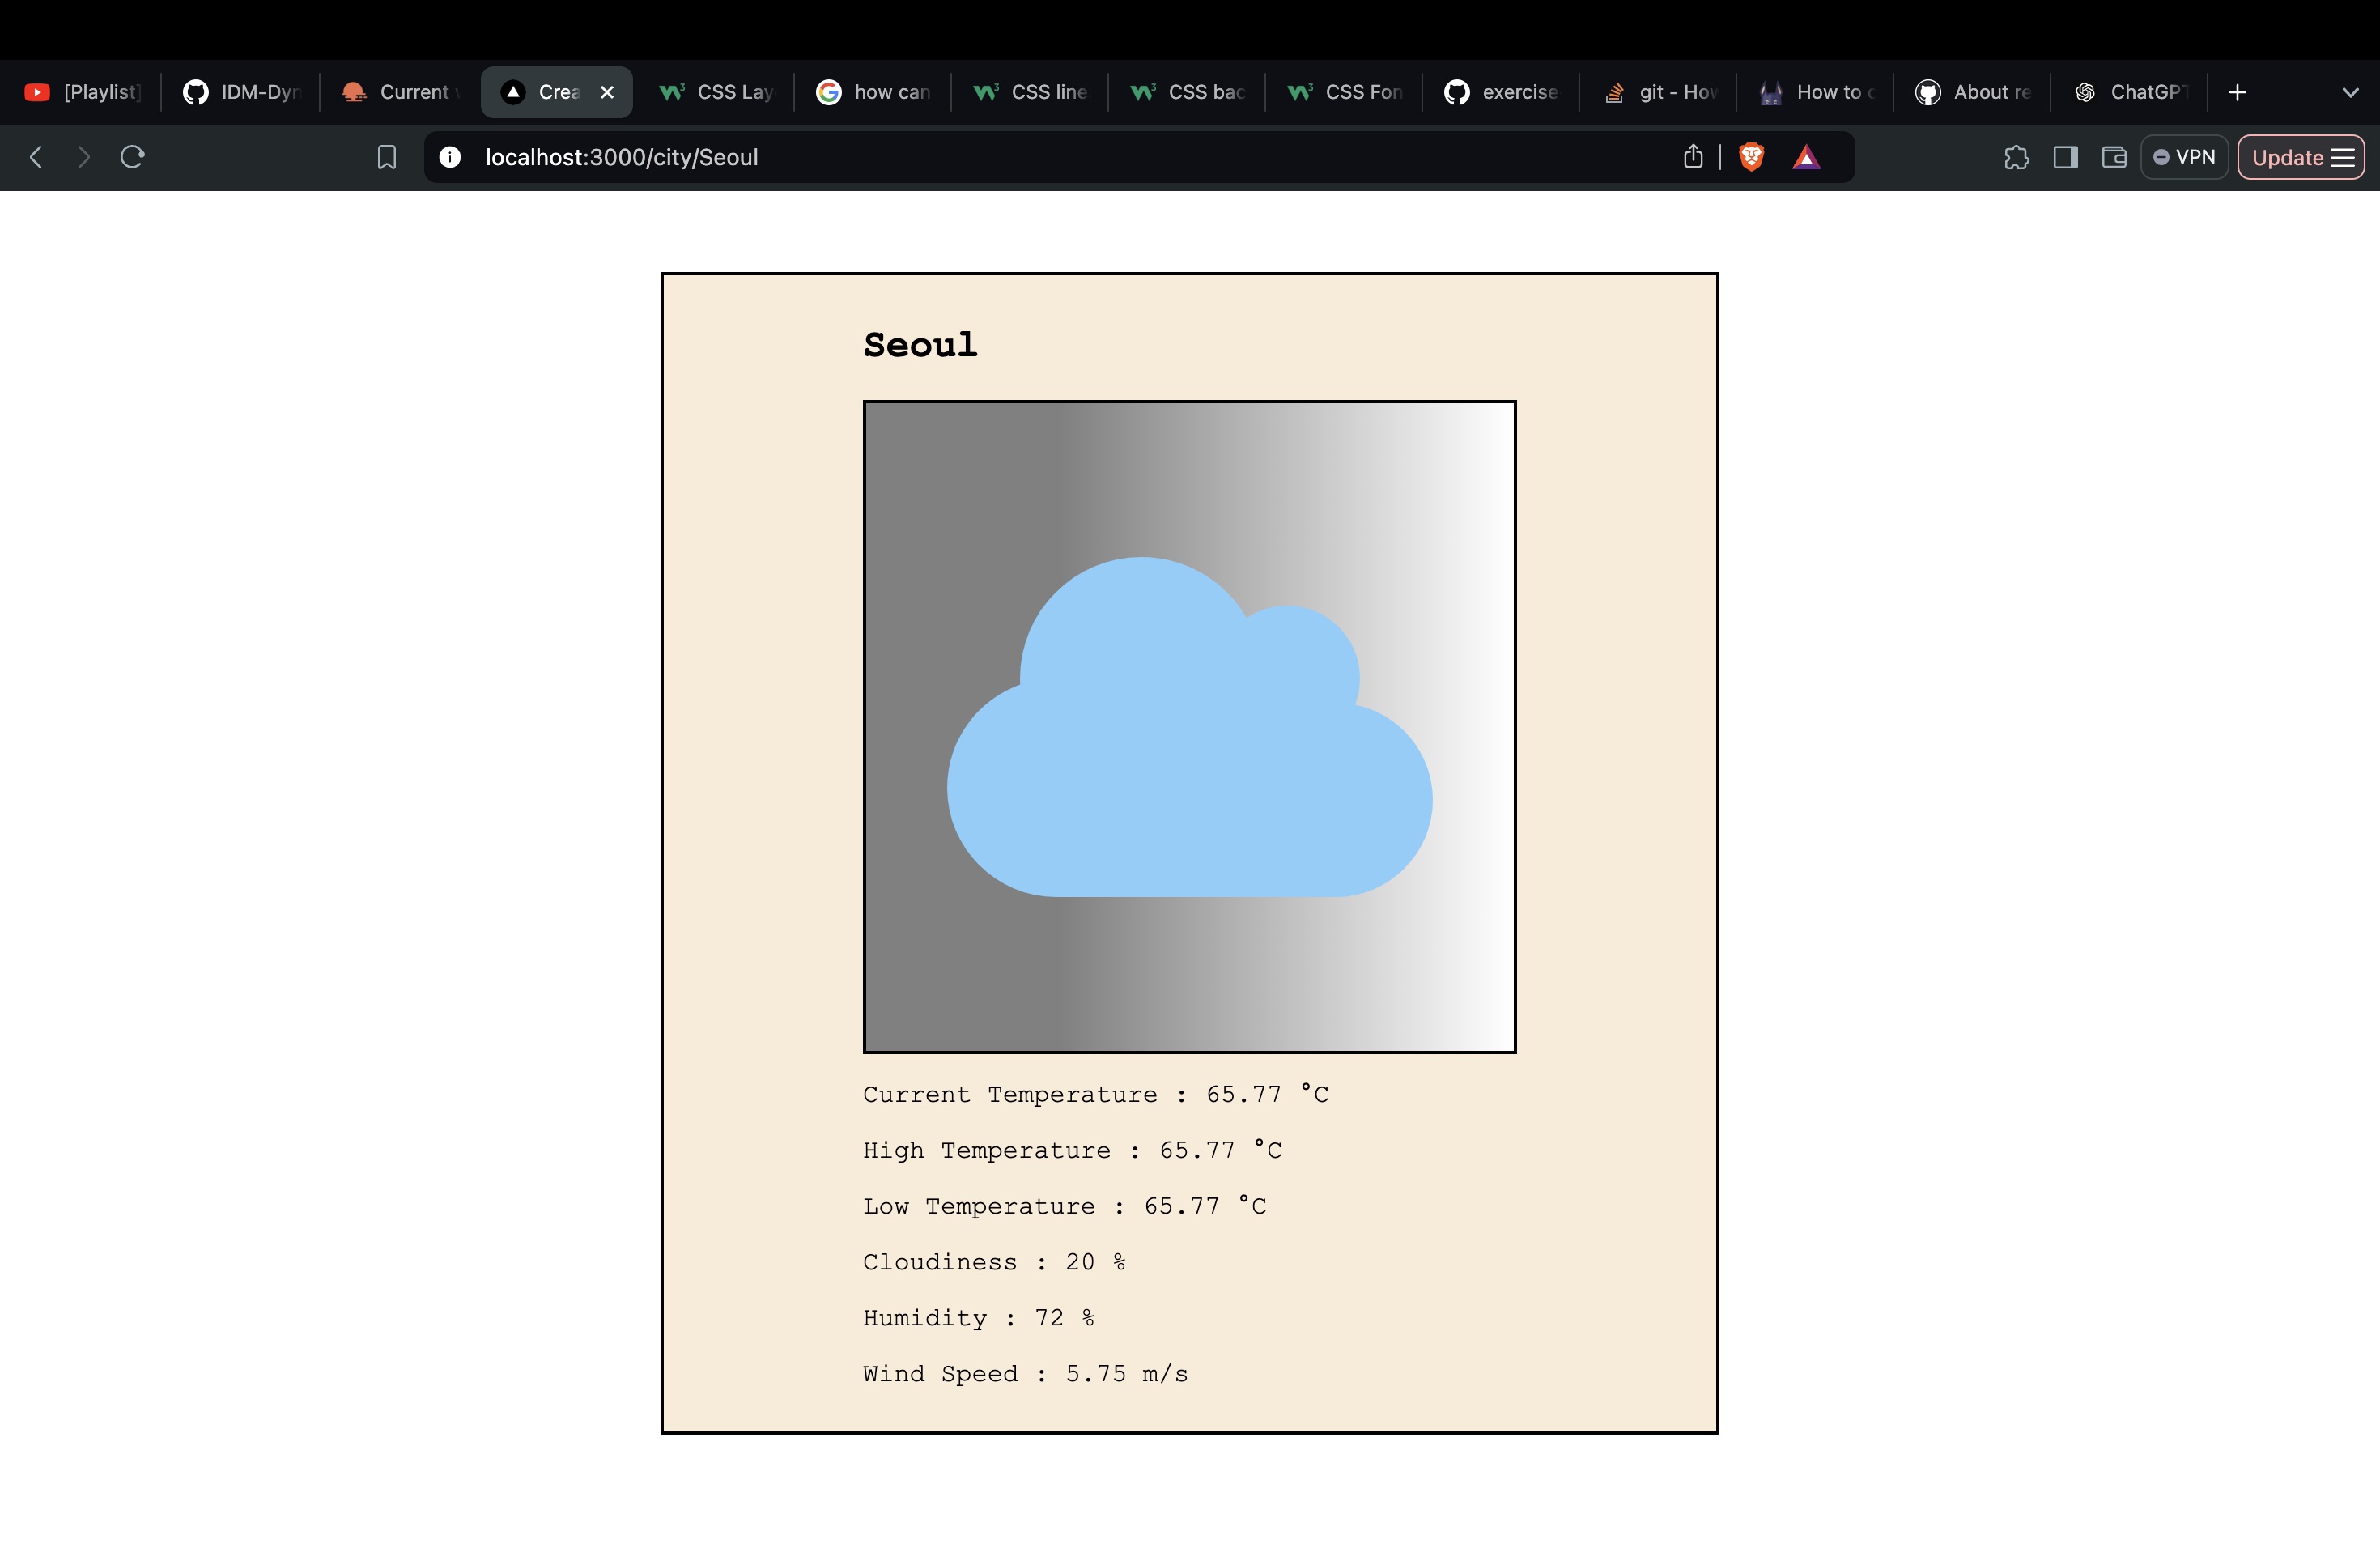 [Playlist]
IDM-Dyn
Current
Crea
CSS Lay
how can
CSS line
CSS bac
CSS Fon
exercise
git - How
How to c
About re
ChatGPT
localhost:3000/city/Seoul
VPN
Update
Seoul
Current Temperature : 65.77 °C
High Temperature : 65.77 °C
Low Temperature : 65.77 °C
Cloudiness : 20 %
Humidity : 72 %
Wind Speed : 5.75 m/s